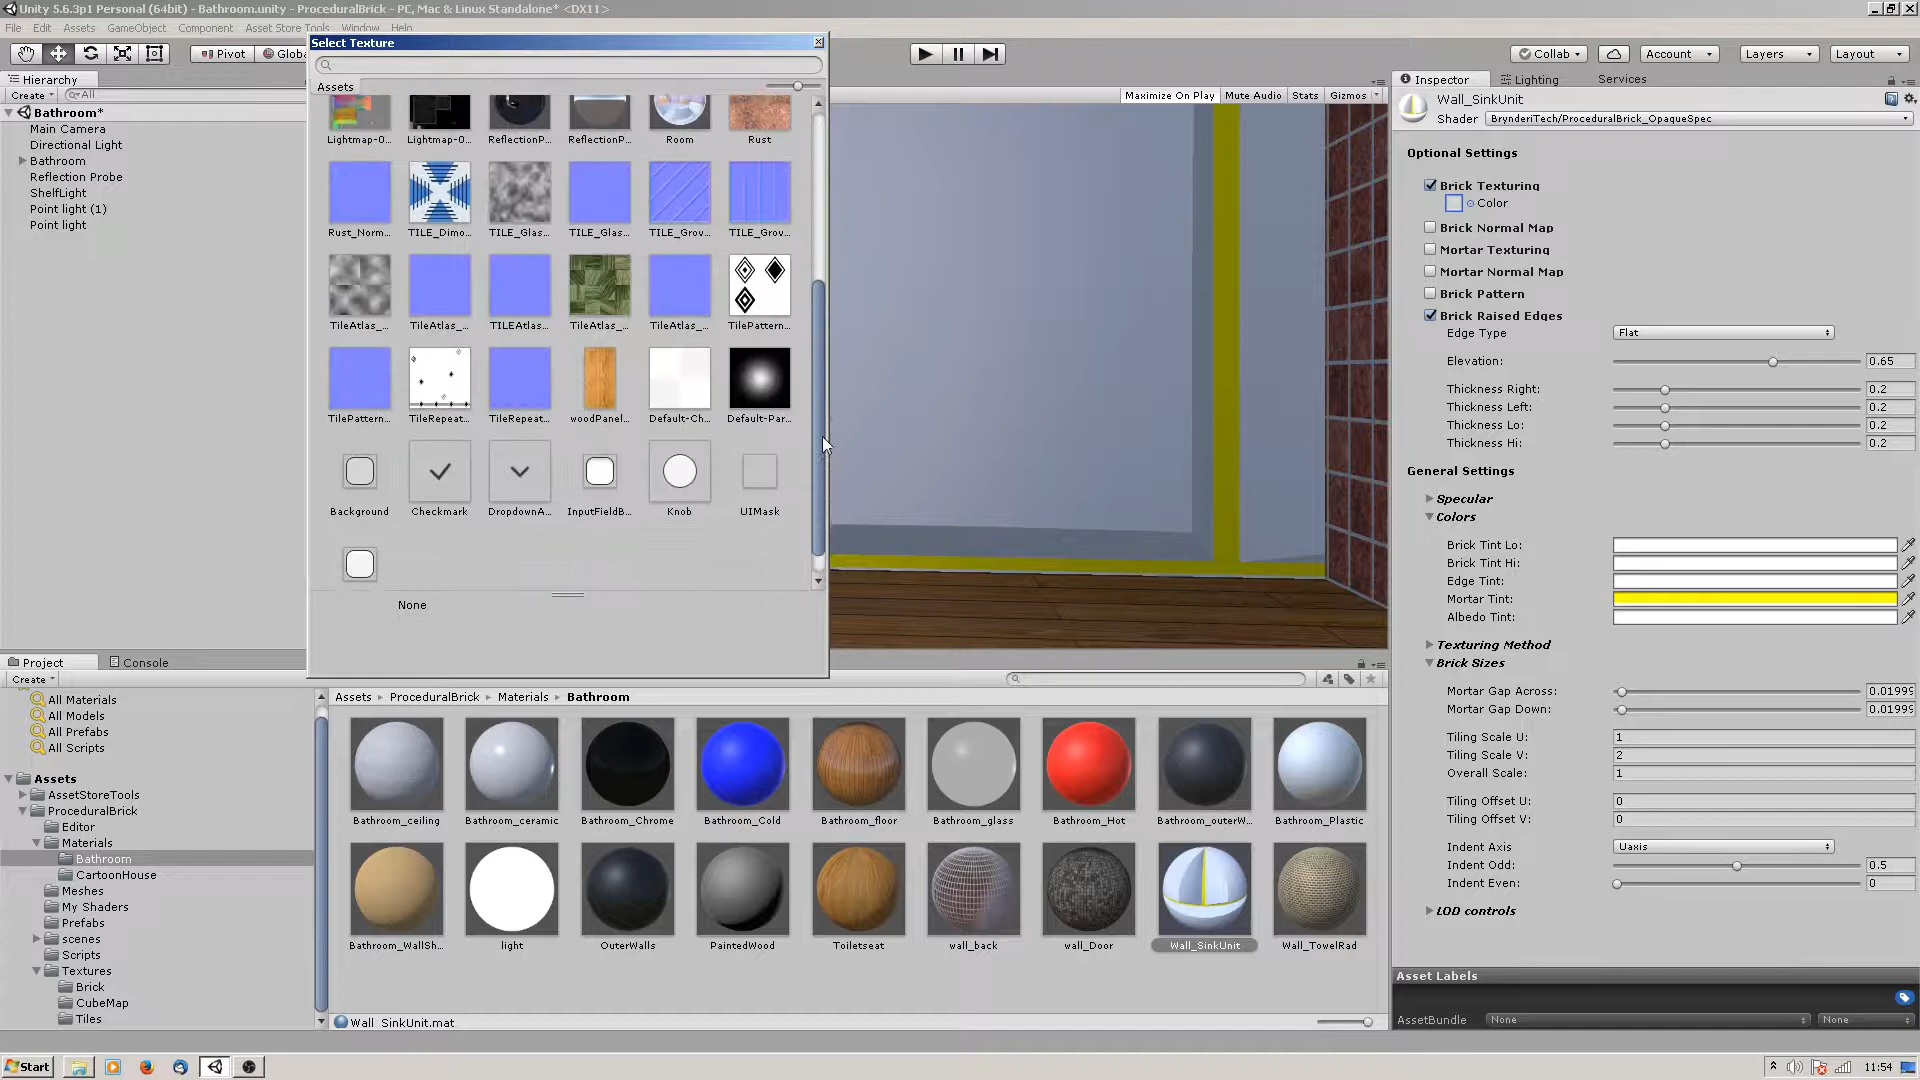 Unity 5.6.3p1 Personal (64bit) - Bathroom.unity - ProceduralBrick - PC, Mac & Linux Standalone* <DX11>
File Edit Assets GameObject Component Asset Store Tools Window Help
Pivot Globa
Collab Account Layers Layout
Select Texture
Assets
Lightmap-0... Lightmap-0... ReflectionP... ReflectionP... Room Rust
Rust_Norm... TILE_Dimo... TILE_Glas... TILE_Glas... TILE_Grov... TILE_Grov...
TileAtlas_... TileAtlas_... TILEAtlas... TileAtlas_... TileAtlas_... TilePattern...
TilePattern... TileRepeat... TileRepeat... woodPanel... Default-Ch... Default-Par...
Background Checkmark DropdownA... InputFieldB... Knob UIMask
None
Hierarchy
Create All
Bathroom*
Main Camera
Directional Light
Bathroom
Reflection Probe
ShelfLight
Point light (1)
Point light
Maximize On Play Mute Audio Stats Gizmos
Inspector Lighting Services
Wall_SinkUnit
Shader BrynderiTech/ProceduralBrick_OpaqueSpec
Optional Settings
Brick Texturing
Color
Brick Normal Map
Mortar Texturing
Mortar Normal Map
Brick Pattern
Brick Raised Edges
Edge Type Flat
Elevation: 0.65
Thickness Right: 0.2
Thickness Left: 0.2
Thickness Lo: 0.2
Thickness Hi: 0.2
General Settings
Specular
Colors
Brick Tint Lo:
Brick Tint Hi:
Edge Tint:
Mortar Tint:
Albedo Tint:
Texturing Method
Brick Sizes
Mortar Gap Across: 0.01999
Mortar Gap Down: 0.01999
Tiling Scale U: 1
Tiling Scale V: 2
Overall Scale: 1
Tiling Offset U: 0
Tiling Offset V: 0
Indent Axis Uaxis
Indent Odd: 0.5
Indent Even: 0
LOD controls
Asset Labels
AssetBundle None None
Project Console
Create
All Materials
All Models
All Prefabs
All Scripts
Assets
AssetStoreTools
ProceduralBrick
Editor
Materials
Bathroom
CartoonHouse
Meshes
My Shaders
Prefabs
scenes
Scripts
Textures
Brick
CubeMap
Tiles
Assets ProceduralBrick Materials Bathroom
Bathroom_ceiling Bathroom_ceramic Bathroom_Chrome Bathroom_Cold Bathroom_floor Bathroom_glass Bathroom_Hot Bathroom_outerW... Bathroom_Plastic
Bathroom_WallSh... light OuterWalls PaintedWood Toiletseat wall_back wall_Door Wall_SinkUnit Wall_TowelRad
Wall_SinkUnit.mat
Start 11:54